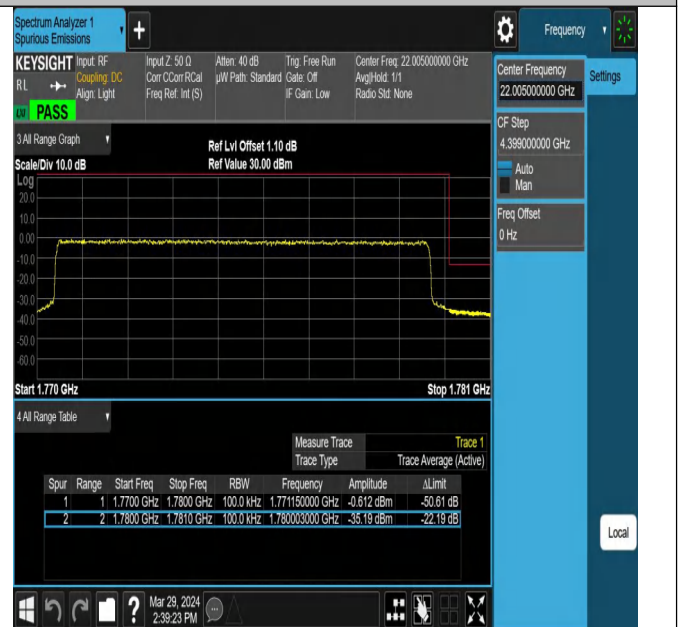 Spectrum Analyzer 1
Spurious Emissions
+
Frequency
KEYSIGHT
RL
PASS
Input: RF
Coupling: DC
Align: Light
Input Z: 50 Ω
Corr CCorr RCal
Freq Ref: Int (S)
Atten: 40 dB
µW Path: Standard
Trig: Free Run
Gate: Off
IF Gain: Low
Center Freq: 22.005000000 GHz
Avg|Hold: 1/1
Radio Std: None
Center Frequency
22.005000000 GHz
Settings
CF Step
4.399000000 GHz
Auto
Man
Freq Offset
0 Hz
3 All Range Graph
Ref Lvl Offset 1.10 dB
Scale/Div 10.0 dB
Ref Value 30.00 dBm
Log
20.0
10.0
0.00
-10.0
-20.0
-30.0
-40.0
-50.0
-60.0
Start 1.770 GHz
Stop 1.781 GHz
4 All Range Table
Measure Trace Trace 1
Trace Type Trace Average (Active)
Spur Range Start Freq Stop Freq RBW Frequency Amplitude ΔLimit
1 1 1.7700 GHz 1.7800 GHz 100.0 kHz 1.771150000 GHz -0.612 dBm -50.61 dB
2 2 1.7800 GHz 1.7810 GHz 100.0 kHz 1.780003000 GHz -35.19 dBm -22.19 dB
Local
?
Mar 29, 2024
2:39:23 PM